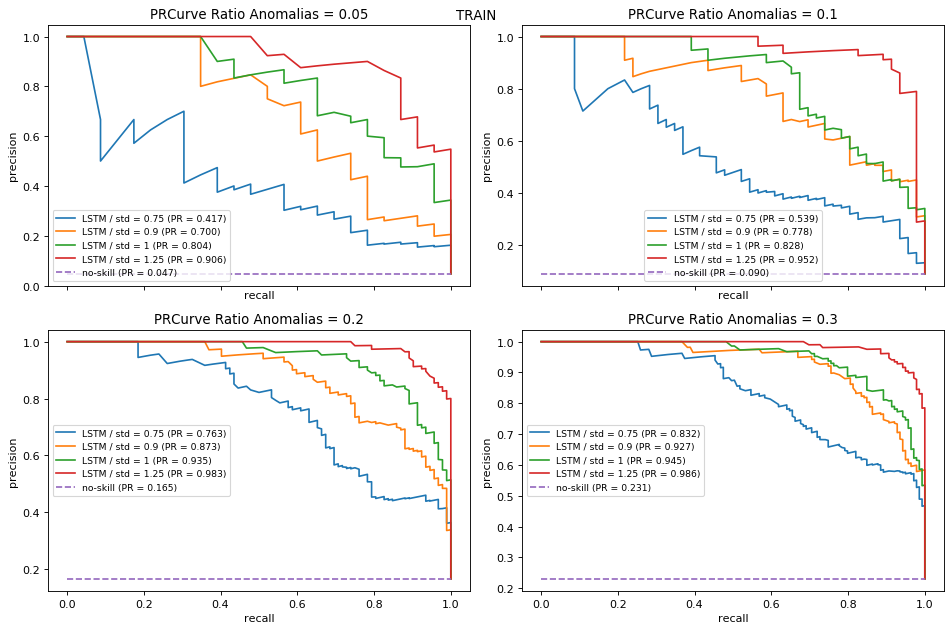 TRAIN
PRCurve Ratio Anomalias = 0.05
precision
1.0
0.8
0.6
0.4
0.2
0.0
LSTM / std = 0.75 (PR = 0.417)
LSTM / std = 0.9 (PR = 0.700)
LSTM / std = 1 (PR = 0.804)
LSTM / std = 1.25 (PR = 0.906)
no-skill (PR = 0.047)
recall
PRCurve Ratio Anomalias = 0.1
precision
1.0
0.8
0.6
0.4
0.2
LSTM / std = 0.75 (PR = 0.539)
LSTM / std = 0.9 (PR = 0.778)
LSTM / std = 1 (PR = 0.828)
LSTM / std = 1.25 (PR = 0.952)
no-skill (PR = 0.090)
recall
PRCurve Ratio Anomalias = 0.2
precision
1.0
0.8
0.6
0.4
0.2
LSTM / std = 0.75 (PR = 0.763)
LSTM / std = 0.9 (PR = 0.873)
LSTM / std = 1 (PR = 0.935)
LSTM / std = 1.25 (PR = 0.983)
no-skill (PR = 0.165)
0.0 0.2 0.4 0.6 0.8 1.0
recall
PRCurve Ratio Anomalias = 0.3
precision
1.0
0.9
0.8
0.7
0.6
0.5
0.4
0.3
0.2
LSTM / std = 0.75 (PR = 0.832)
LSTM / std = 0.9 (PR = 0.927)
LSTM / std = 1 (PR = 0.945)
LSTM / std = 1.25 (PR = 0.986)
no-skill (PR = 0.231)
0.0 0.2 0.4 0.6 0.8 1.0
recall